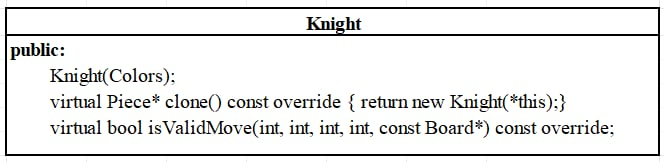 Knight
public:
Knight(Colors);
virtual Piece* clone() const override { return new Knight(*this);}
virtual bool isValidMove(int, int, int, int, const Board*) const override;